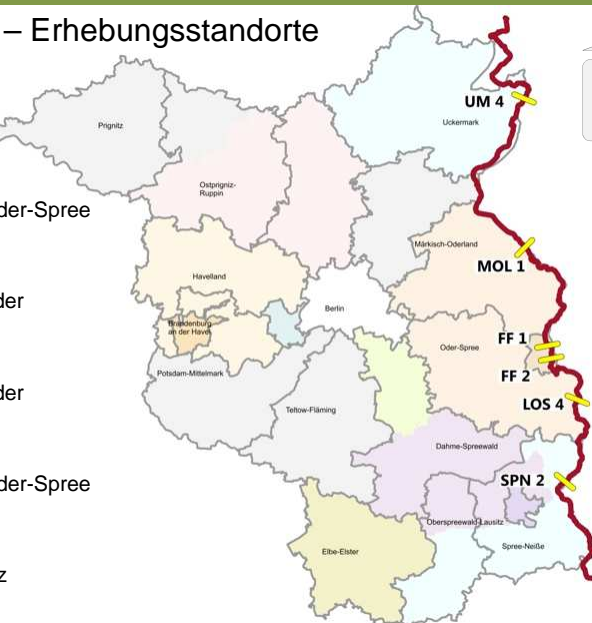 – Erhebungsstandorte
UM 4
Uckermark
Prignitz
Ostprigniz-
Ruppin
der-Spree
Märkisch-Oderland
MOL 1
Havelland
der
Berlin
Brandenburg
an der Havel
FF 1
Oder-Spree
FF 2
Potsdam-Mittelmark
der
LOS 4
Teltow-Fläming
Dahme-Spreewald
der-Spree
SPN 2
Oberspreewald-Lausitz
Elbe-Elster
Spree-Neiße
z